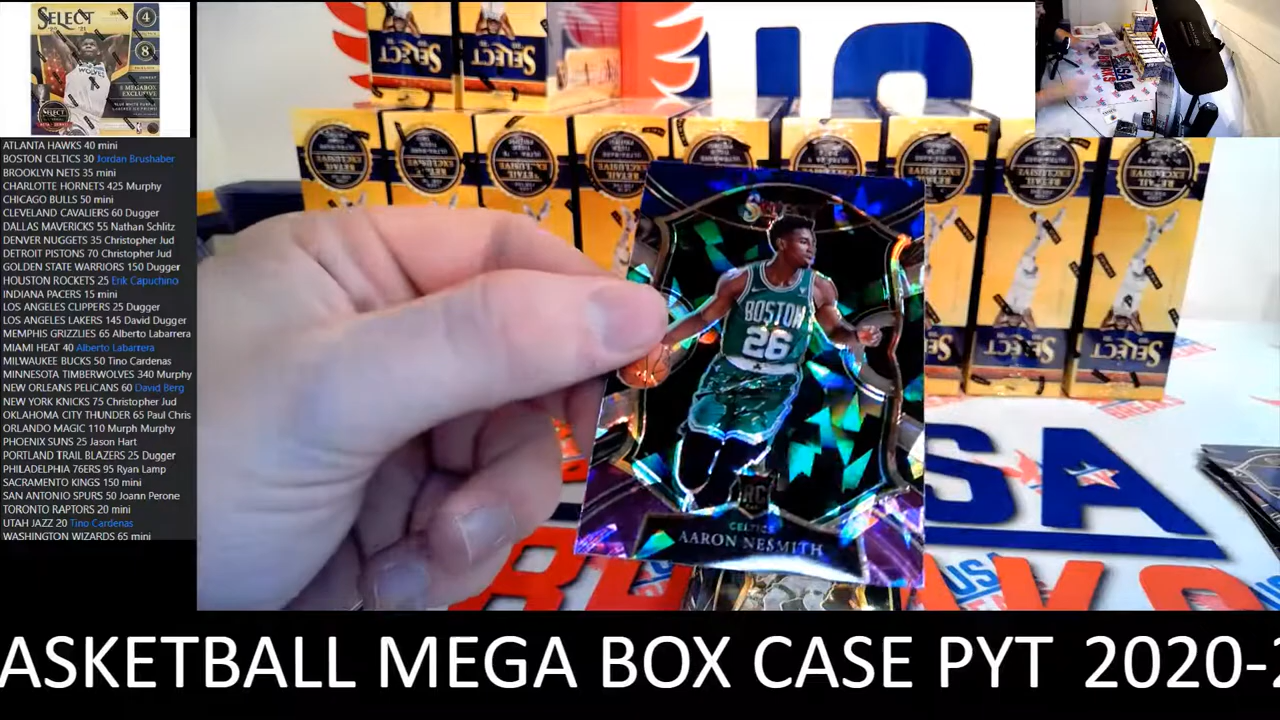 SELECT
4
8
WOLVES
ATLANTA HAWKS 40 mini
BOSTON CELTICS 30 Jordan Brushaber
BROOKLYN NETS 35 mini
CHARLOTTE HORNETS 425 Murphy
CHICAGO BULLS 50 mini
CLEVELAND CAVALIERS 60 Dugger
DALLAS MAVERICKS 55 Nathan Schlitz
DENVER NUGGETS 35 Christopher Jud
DETROIT PISTONS 70 Christopher Jud
GOLDEN STATE WARRIORS 150 Dugger
HOUSTON ROCKETS 25 Erik Capuchino
INDIANA PACERS 15 mini
LOS ANGELES CLIPPERS 25 Dugger
LOS ANGELES LAKERS 145 David Dugger
MEMPHIS GRIZZLIES 65 Alberto Labarrera
MIAMI HEAT 40 Alberto Labarrera
MILWAUKEE BUCKS 50 Tino Cardenas
MINNESOTA TIMBERWOLVES 340 Murphy
NEW ORLEANS PELICANS 60 David Berg
NEW YORK KNICKS 75 Christopher Jud
OKLAHOMA CITY THUNDER 65 Paul Chris
ORLANDO MAGIC 110 Murph Murphy
PHOENIX SUNS 25 Jason Hart
PORTLAND TRAIL BLAZERS 25 Dugger
PHILADELPHIA 76ERS 95 Ryan Lamp
SACRAMENTO KINGS 150 mini
SAN ANTONIO SPURS 50 Joann Perone
TORONTO RAPTORS 20 mini
UTAH JAZZ 20 Tino Cardenas
WASHINGTON WIZARDS 65 mini
SELECT
SELECT
SELECT
BOSTON
26
RC
CELTICS
AARON NESMITH
SELECT
SELECT
SA
USA
ASKETBALL MEGA BOX CASE PYT 2020-2